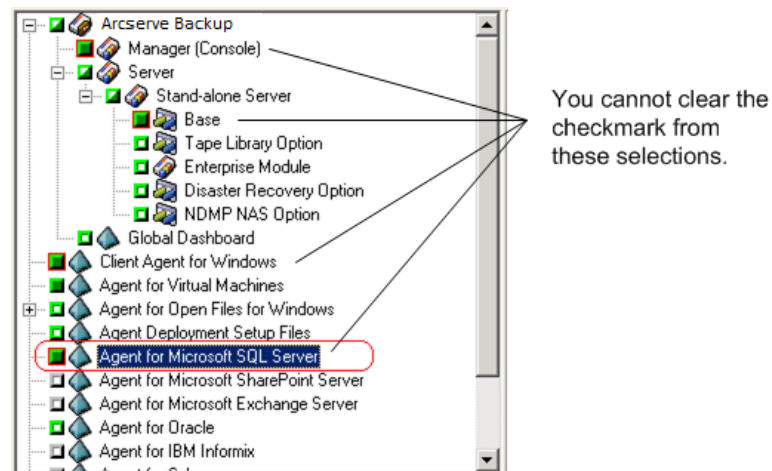 Arcserve Backup
Manager (Console)
Server
Stand-alone Server
Base
Tape Library Option
Enterprise Module
Disaster Recovery Option
NDMP NAS Option
Global Dashboard
Client Agent for Windows
Agent for Virtual Machines
Agent for Open Files for Windows
Agent Deployment Setup Files
Agent for Microsoft SQL Server
Agent for Microsoft SharePoint Server
Agent for Microsoft Exchange Server
Agent for Oracle
Agent for IBM Informix
You cannot clear the
checkmark from
these selections.